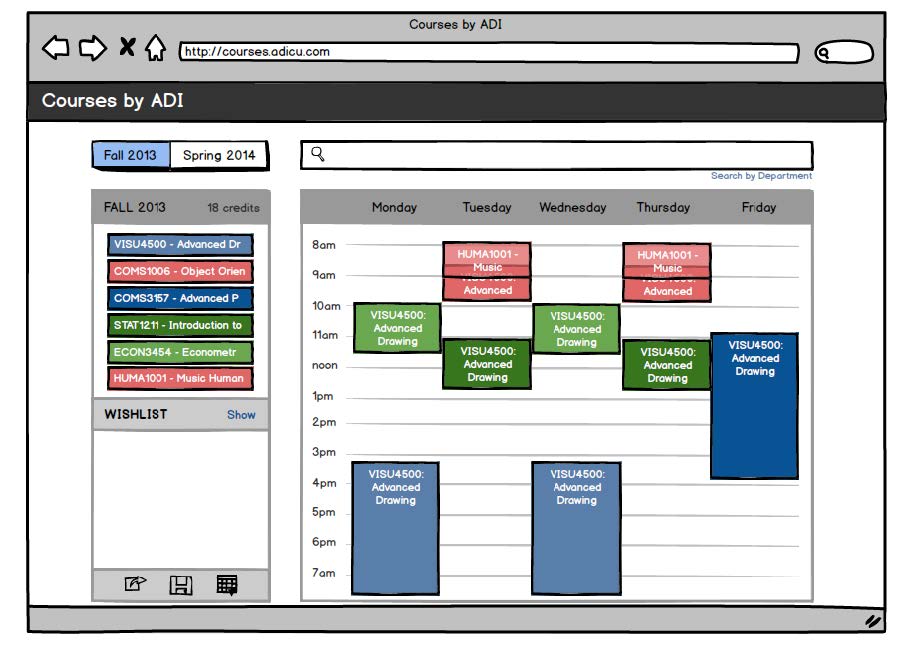 Courses by ADI
http://courses.adicu.com
Courses by ADI
Fall 2013
Spring 2014
Search by Department
FALL 2013
18 credits
VISU4500 - Advanced Dr
COMS1006 - Object Orien
COMS3157 - Advanced P
STAT1211 - Introduction to
ECON3454 - Econometr
HUMA1001 - Music Human
WISHLIST
Show
Monday
Tuesday
Wednesday
Thursday
Friday
8am
9am
10am
11am
noon
1pm
2pm
3pm
4pm
5pm
6pm
7am
VISU4500:
Advanced
Drawing
VISU4500:
Advanced
Drawing
HUMA1001 -
Music
Advanced
VISU4500:
Advanced
Drawing
VISU4500:
Advanced
Drawing
VISU4500:
Advanced
Drawing
HUMA1001 -
Music
Advanced
VISU4500:
Advanced
Drawing
VISU4500:
Advanced
Drawing